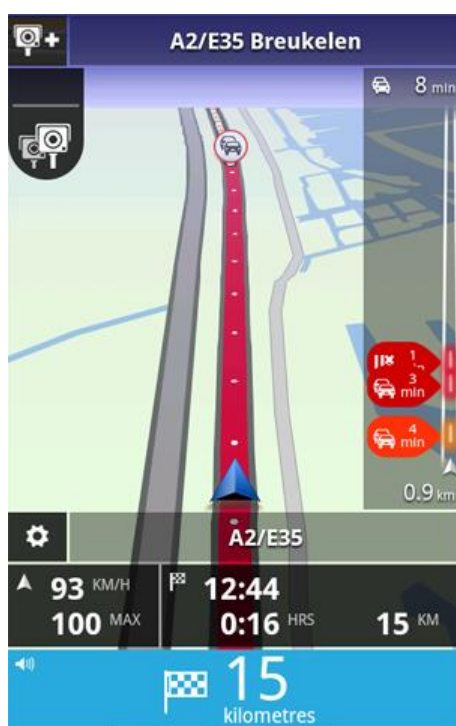 A2/E35 Breukelen
8 min
1
3 min
4 min
0.9 km
A2/E35
93 KM/H 12:44
100 MAX 0:16 HRS 15 KM
15
kilometres